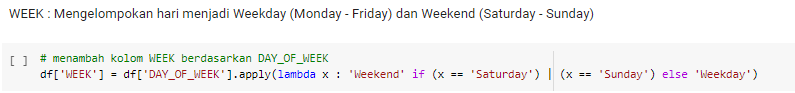 WEEK : Mengelompokan hari menjadi Weekday (Monday - Friday) dan Weekend (Saturday - Sunday)
[ ] # menambah kolom WEEK berdasarkan DAY_OF_WEEK
df['WEEK'] = df['DAY_OF_WEEK'].apply(lambda x : 'Weekend' if (x == 'Saturday') | (x == 'Sunday') else 'Weekday')